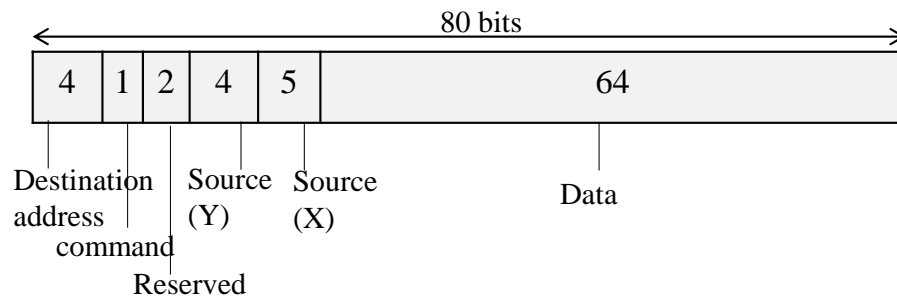 80 bits
4 1 2 4 5 64
Destination
address
command
Reserved
Source
(Y)
Source
(X)
Data